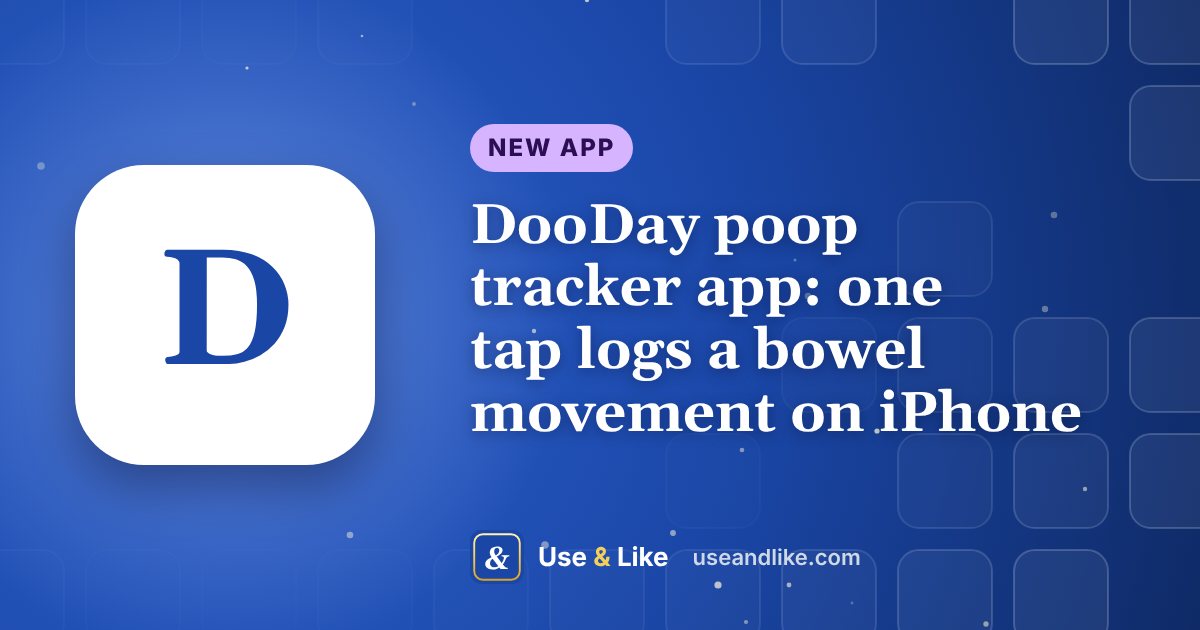 D
NEW APP
DooDay poop
tracker app: one
tap logs a bowel
movement on iPhone
& Use & Like useandlike.com